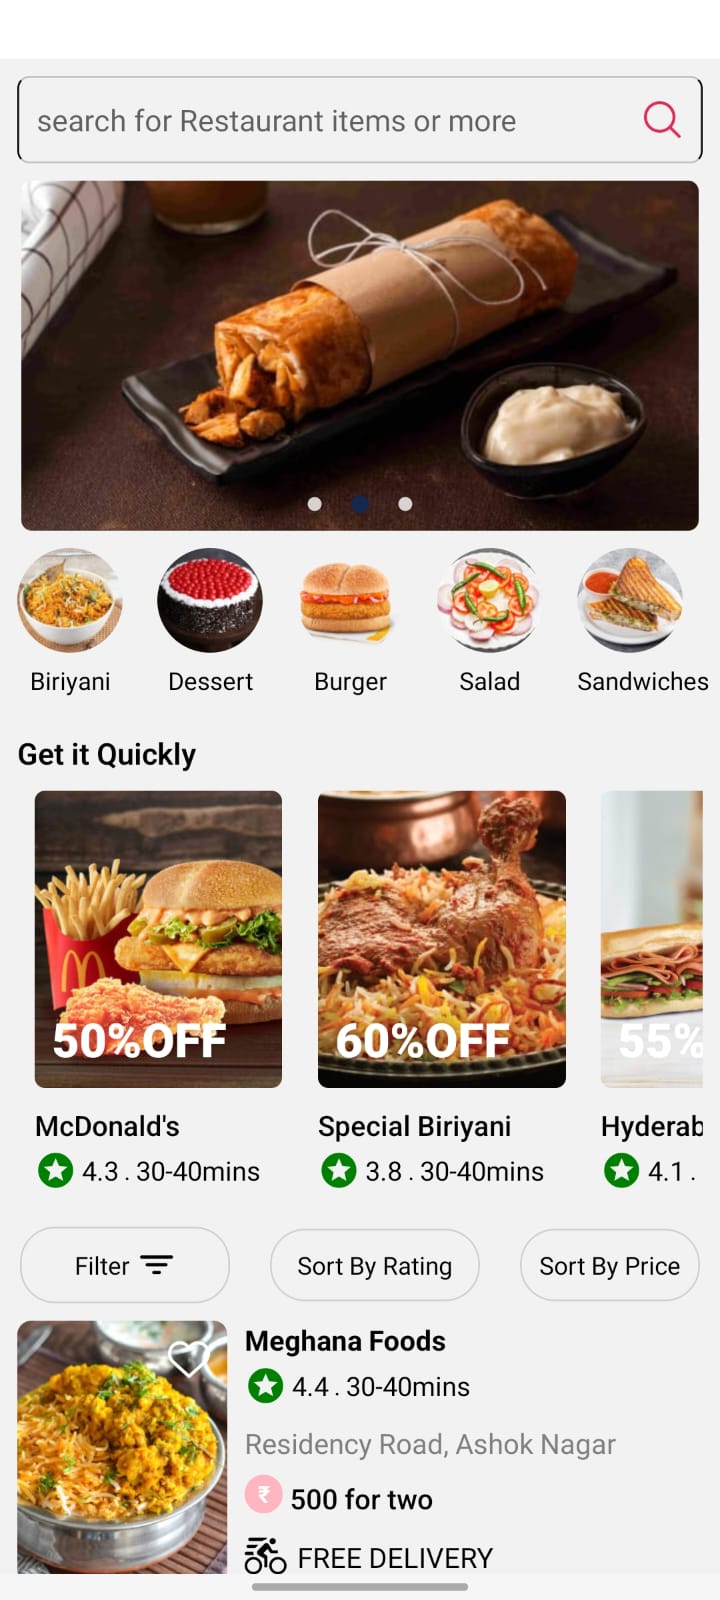 search for Restaurant items or more
Biriyani Dessert Burger Salad Sandwiches
Get it Quickly
50%OFF 60%OFF 55%
McDonald's Special Biriyani Hyderab
4.3 . 30-40mins 3.8 . 30-40mins 4.1 .
Filter Sort By Rating Sort By Price
Meghana Foods
4.4 . 30-40mins
Residency Road, Ashok Nagar
₹ 500 for two
FREE DELIVERY